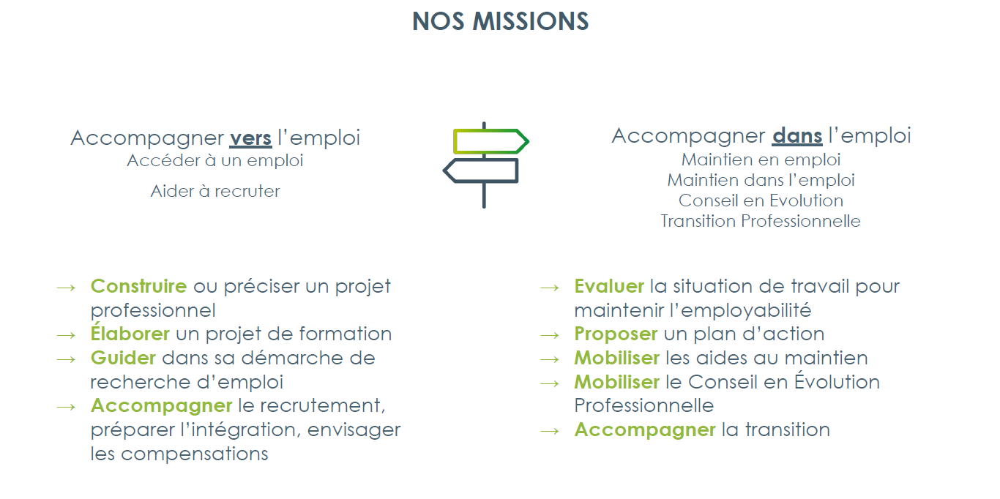 NOS MISSIONS
Accompagner vers l'emploi
Accéder à un emploi
Aider à recruter
→ Construire ou préciser un projet
professionnel
→ Élaborer un projet de formation
→ Guider dans sa démarche de
recherche d'emploi
→ Accompagner le recrutement,
préparer l'intégration, envisager
les compensations
Accompagner dans l'emploi
Maintien en emploi
Maintien dans l'emploi
Conseil en Evolution
Transition Professionnelle
→ Evaluer la situation de travail pour
maintenir l'employabilité
→ Proposer un plan d'action
→ Mobiliser les aides au maintien
→ Mobiliser le Conseil en Évolution
Professionnelle
→ Accompagner la transition